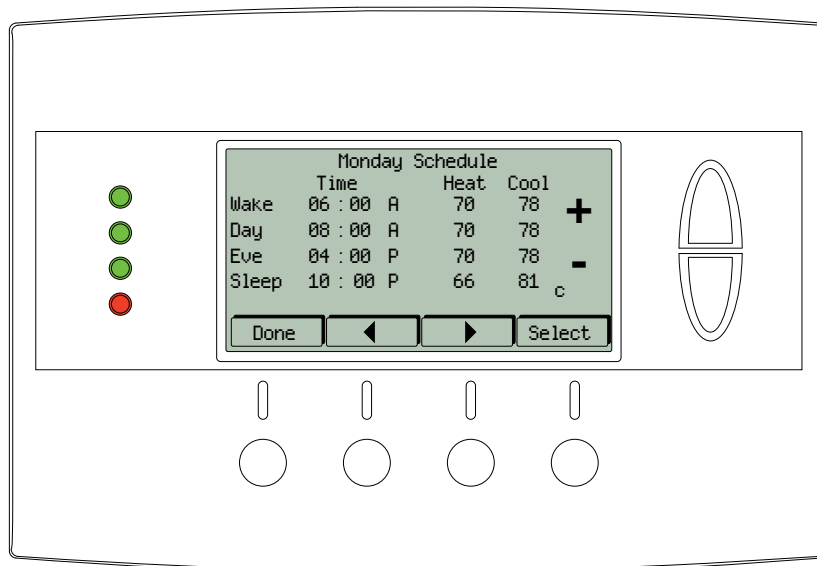 Monday Schedule
Time Heat Cool
Wake 06 : 00 A 70 78 +
Day 08 : 00 A 70 78
Eve 04 : 00 P 70 78 -
Sleep 10 : 00 P 66 81 c
Done ◀ ▶ Select